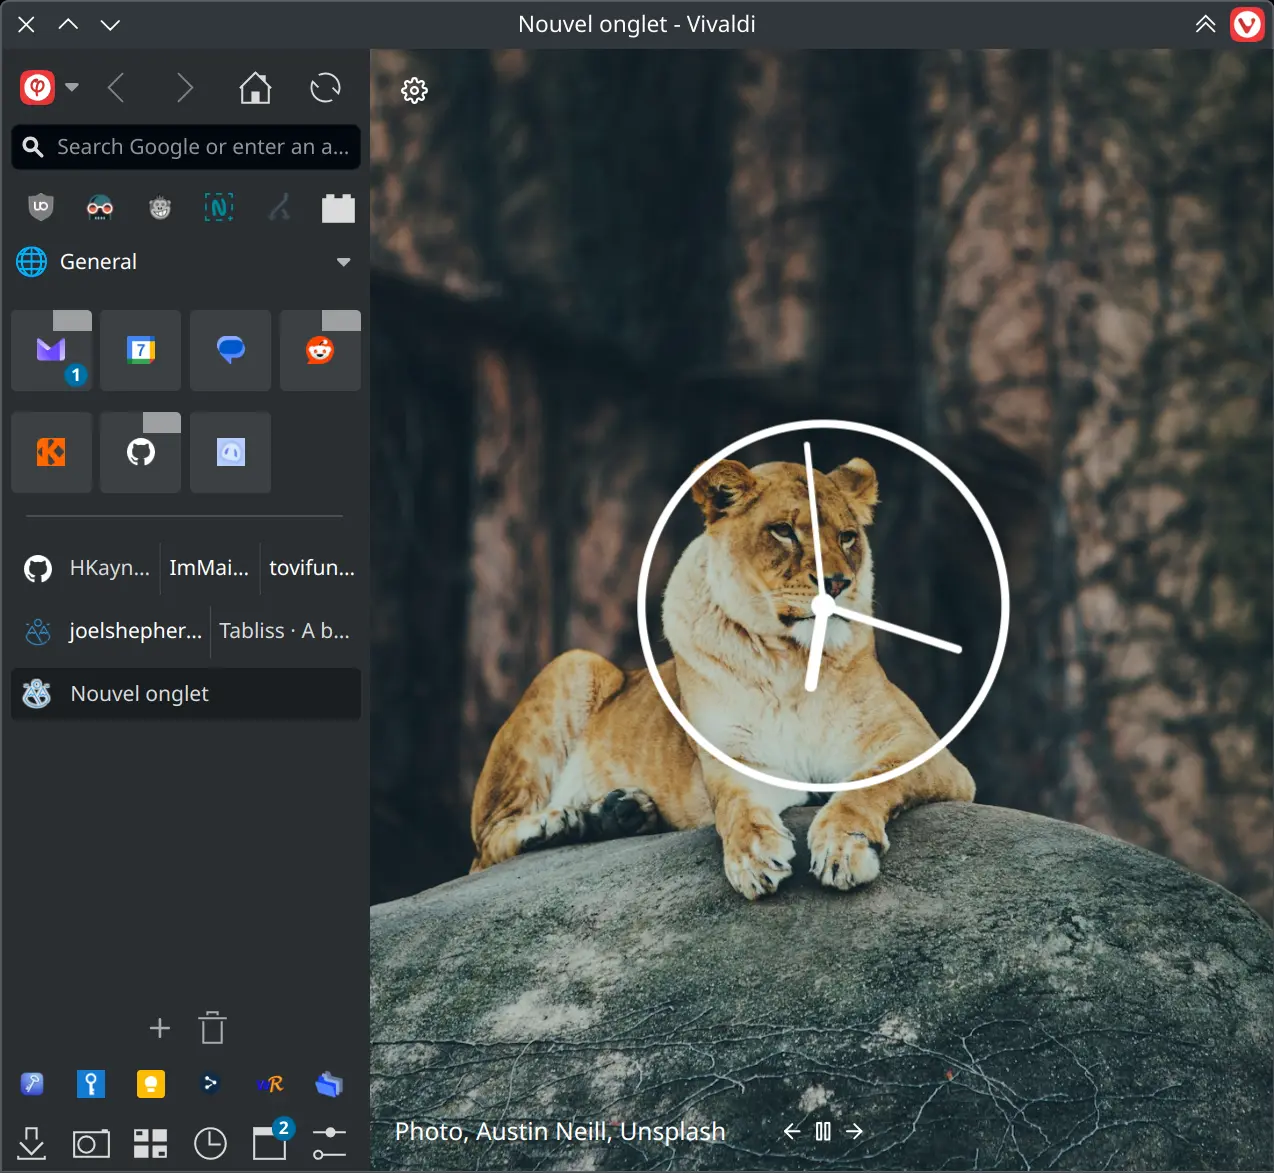 Nouvel onglet - Vivaldi
Search Google or enter an a...
General
7
1
HKayn... ImMai... tovifun...
joelshepher... Tabliss · A b...
Nouvel onglet
2
Photo, Austin Neill, Unsplash